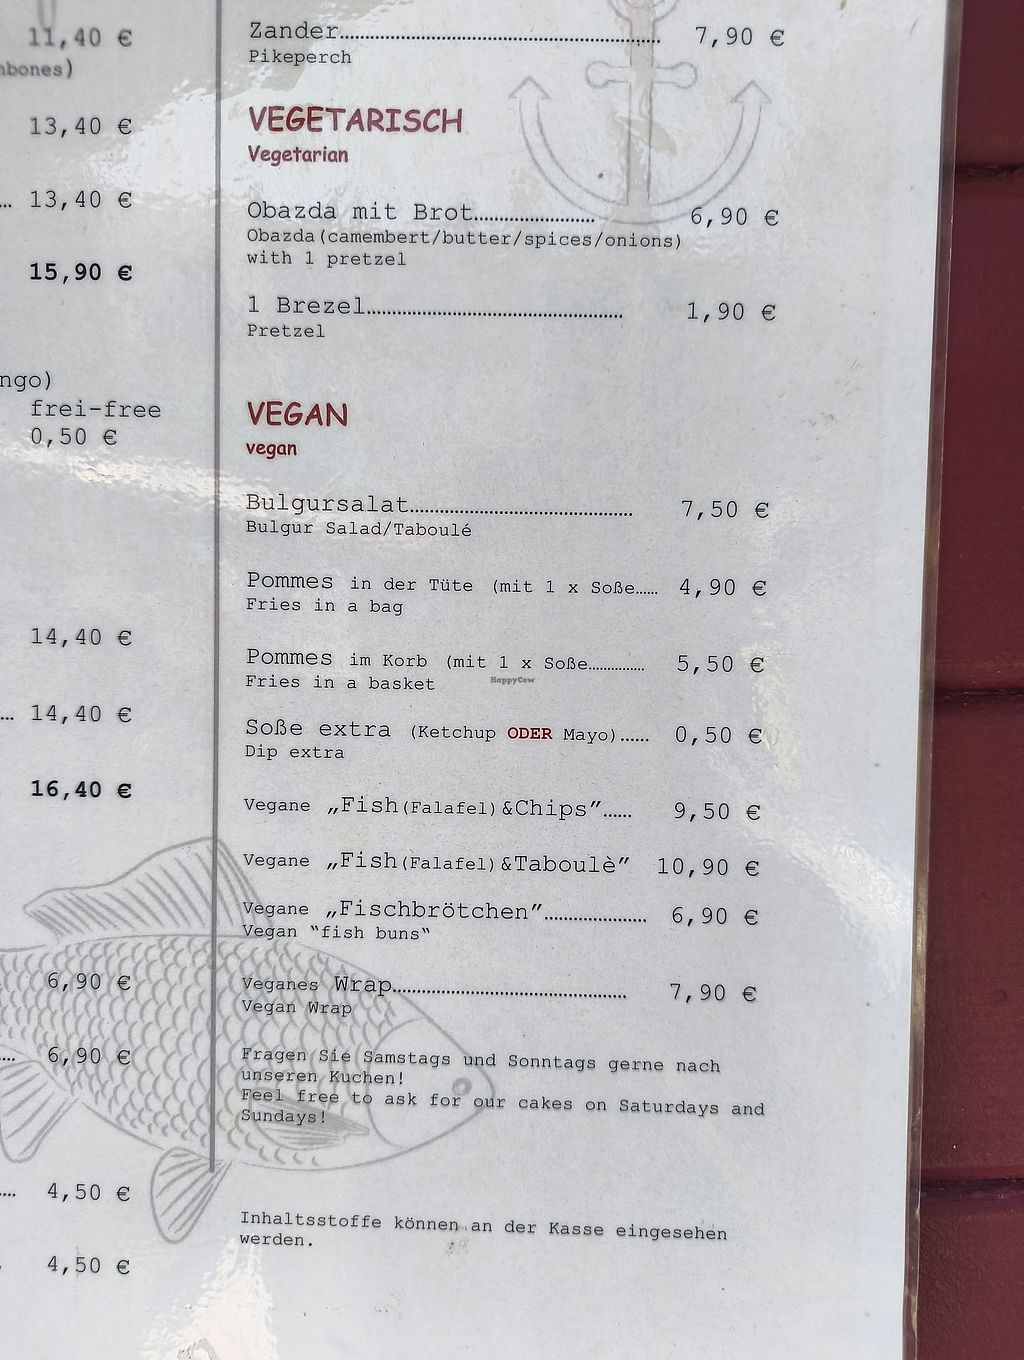 11,40 €
nbones)
13,40 €
… 13,40 €
15,90 €
ngo)
frei-free
0,50 €
14,40 €
… 14,40 €
16,40 €
6,90 €
…. 6,90 €
…. 4,50 €
. 4,50 €
Zander……………………………………………………… 7,90 €
Pikeperch
VEGETARISCH
Vegetarian
Obazda mit Brot…………………… 6,90 €
Obazda(camembert/butter/spices/onions)
with 1 pretzel
1 Brezel…………………………………………… 1,90 €
Pretzel
VEGAN
vegan
Bulgursalat……………………………………… 7,50 €
Bulgur Salad/Taboulé
Pommes in der Tüte (mit 1 x Soße…… 4,90 €
Fries in a bag
Pommes im Korb (mit 1 x Soße…………… 5,50 €
Fries in a basket
HappyCow
Soße extra (Ketchup ODER Mayo)…… 0,50 €
Dip extra
Vegane „Fish(Falafel)&Chips”…… 9,50 €
Vegane „Fish(Falafel)&Taboulè” 10,90 €
Vegane „Fischbrötchen”………………… 6,90 €
Vegan “fish buns“
Veganes Wrap………………………………………… 7,90 €
Vegan Wrap
Fragen Sie Samstags und Sonntags gerne nach
unseren Kuchen!
Feel free to ask for our cakes on Saturdays and
Sundays!
Inhaltsstoffe können an der Kasse eingesehen
werden.